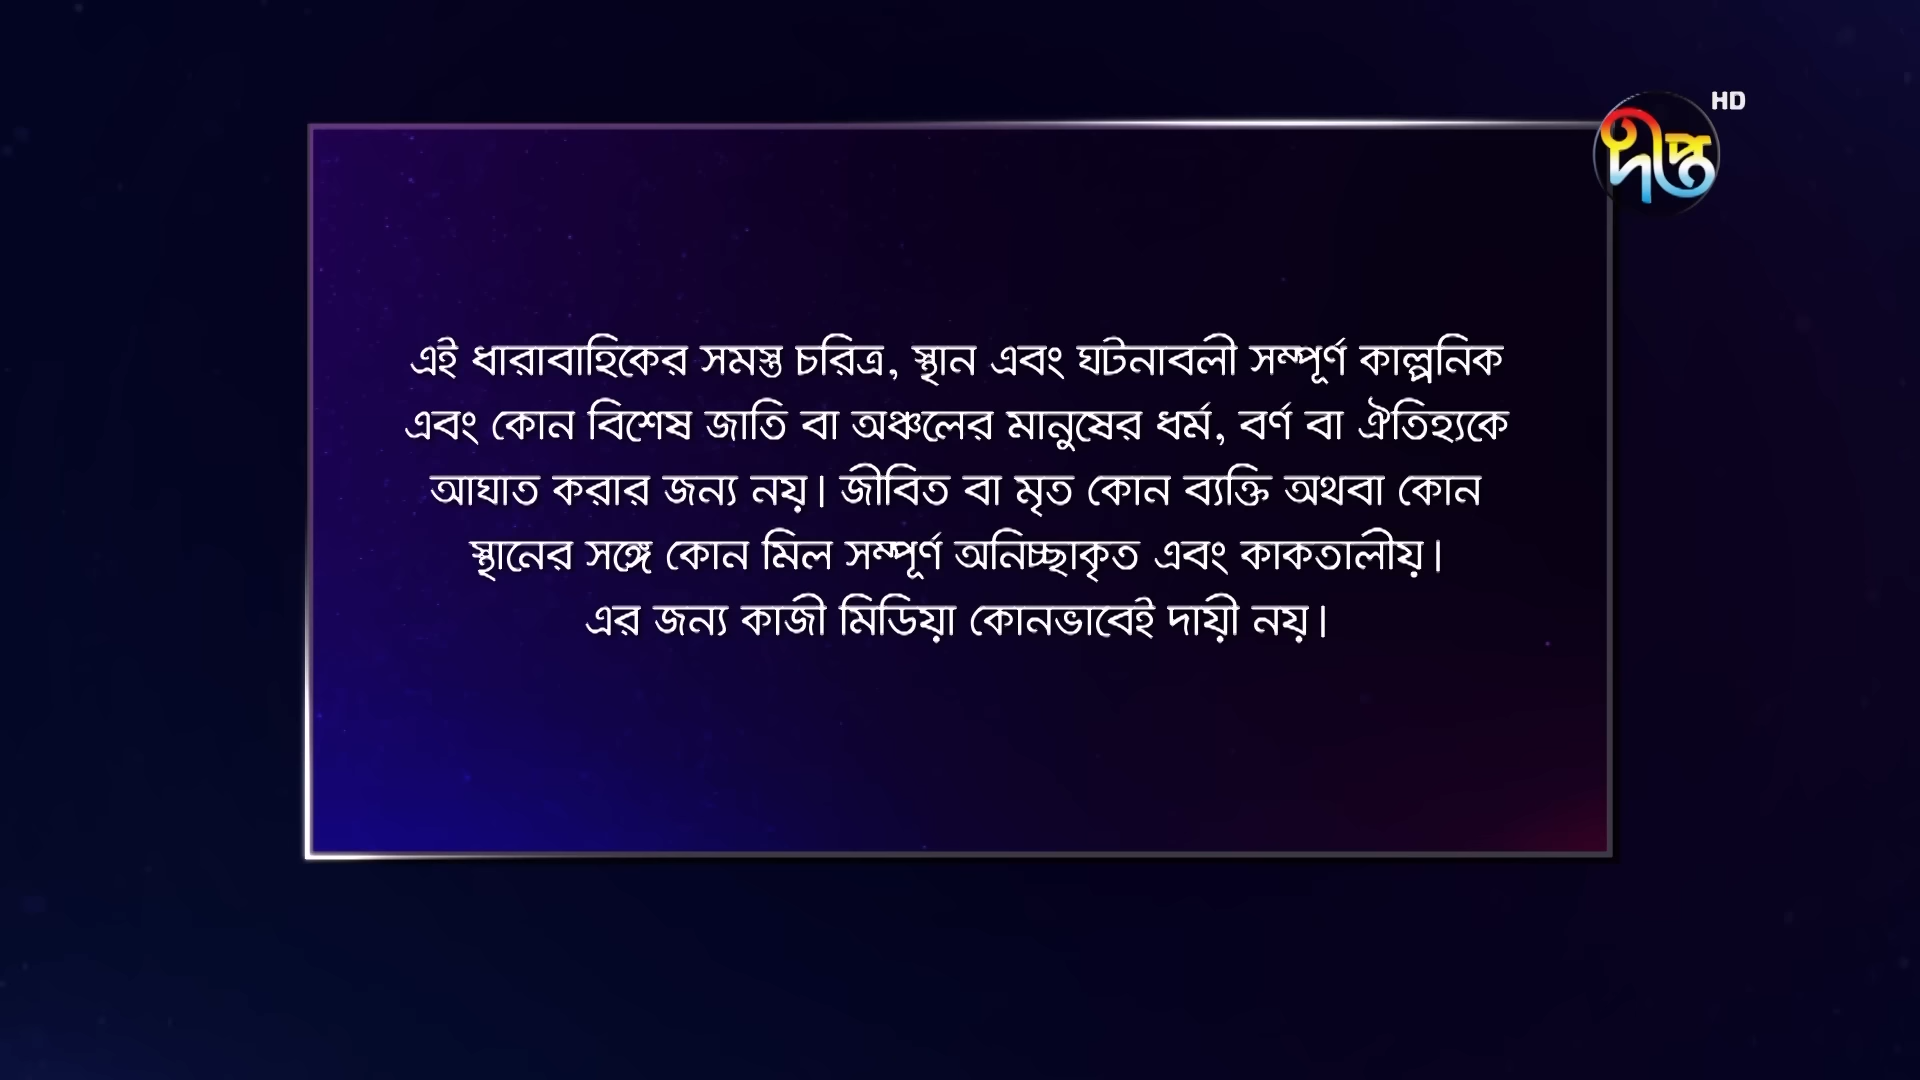 HD
দীপ্ত
এই ধারাবাহিকের সমস্ত চরিত্র, স্থান এবং ঘটনাবলী সম্পূর্ণ কাল্পনিক
এবং কোন বিশেষ জাতি বা অঞ্চলের মানুষের ধর্ম, বর্ণ বা ঐতিহ্যকে
আঘাত করার জন্য নয়। জীবিত বা মৃত কোন ব্যক্তি অথবা কোন
স্থানের সঙ্গে কোন মিল সম্পূর্ণ অনিচ্ছাকৃত এবং কাকতালীয়।
এর জন্য কাজী মিডিয়া কোনভাবেই দায়ী নয়।